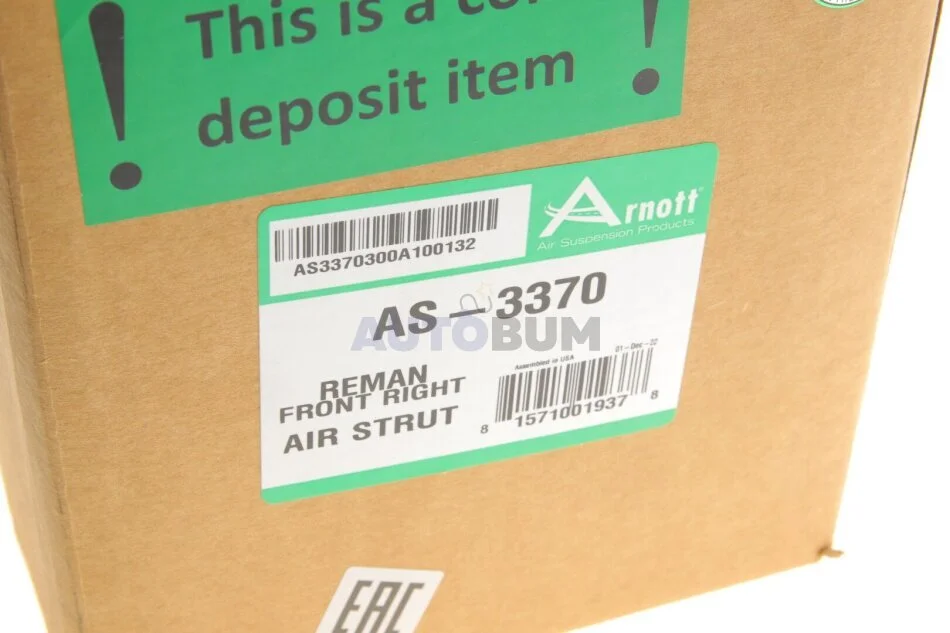 This is a
deposit item
Arnott
Air Suspension Products
AS3370300A100132
AS-3370
AUTOBUM
REMAN
FRONT RIGHT
AIR STRUT
Assembled in USA
01-Dec-22
8 1571001937 8
EAC